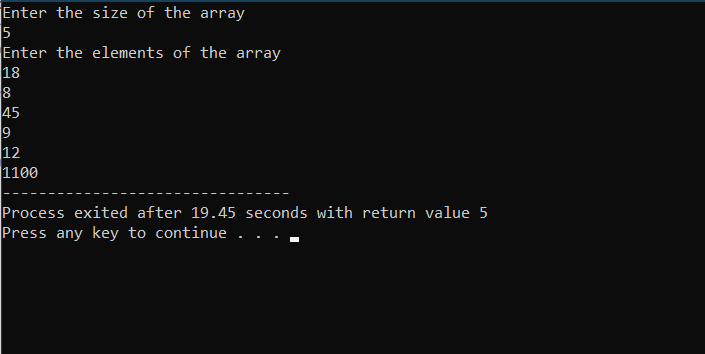 Enter the size of the array
5
Enter the elements of the array
18
8
45
9
12
1100
--------------------------------
Process exited after 19.45 seconds with return value 5
Press any key to continue . . .